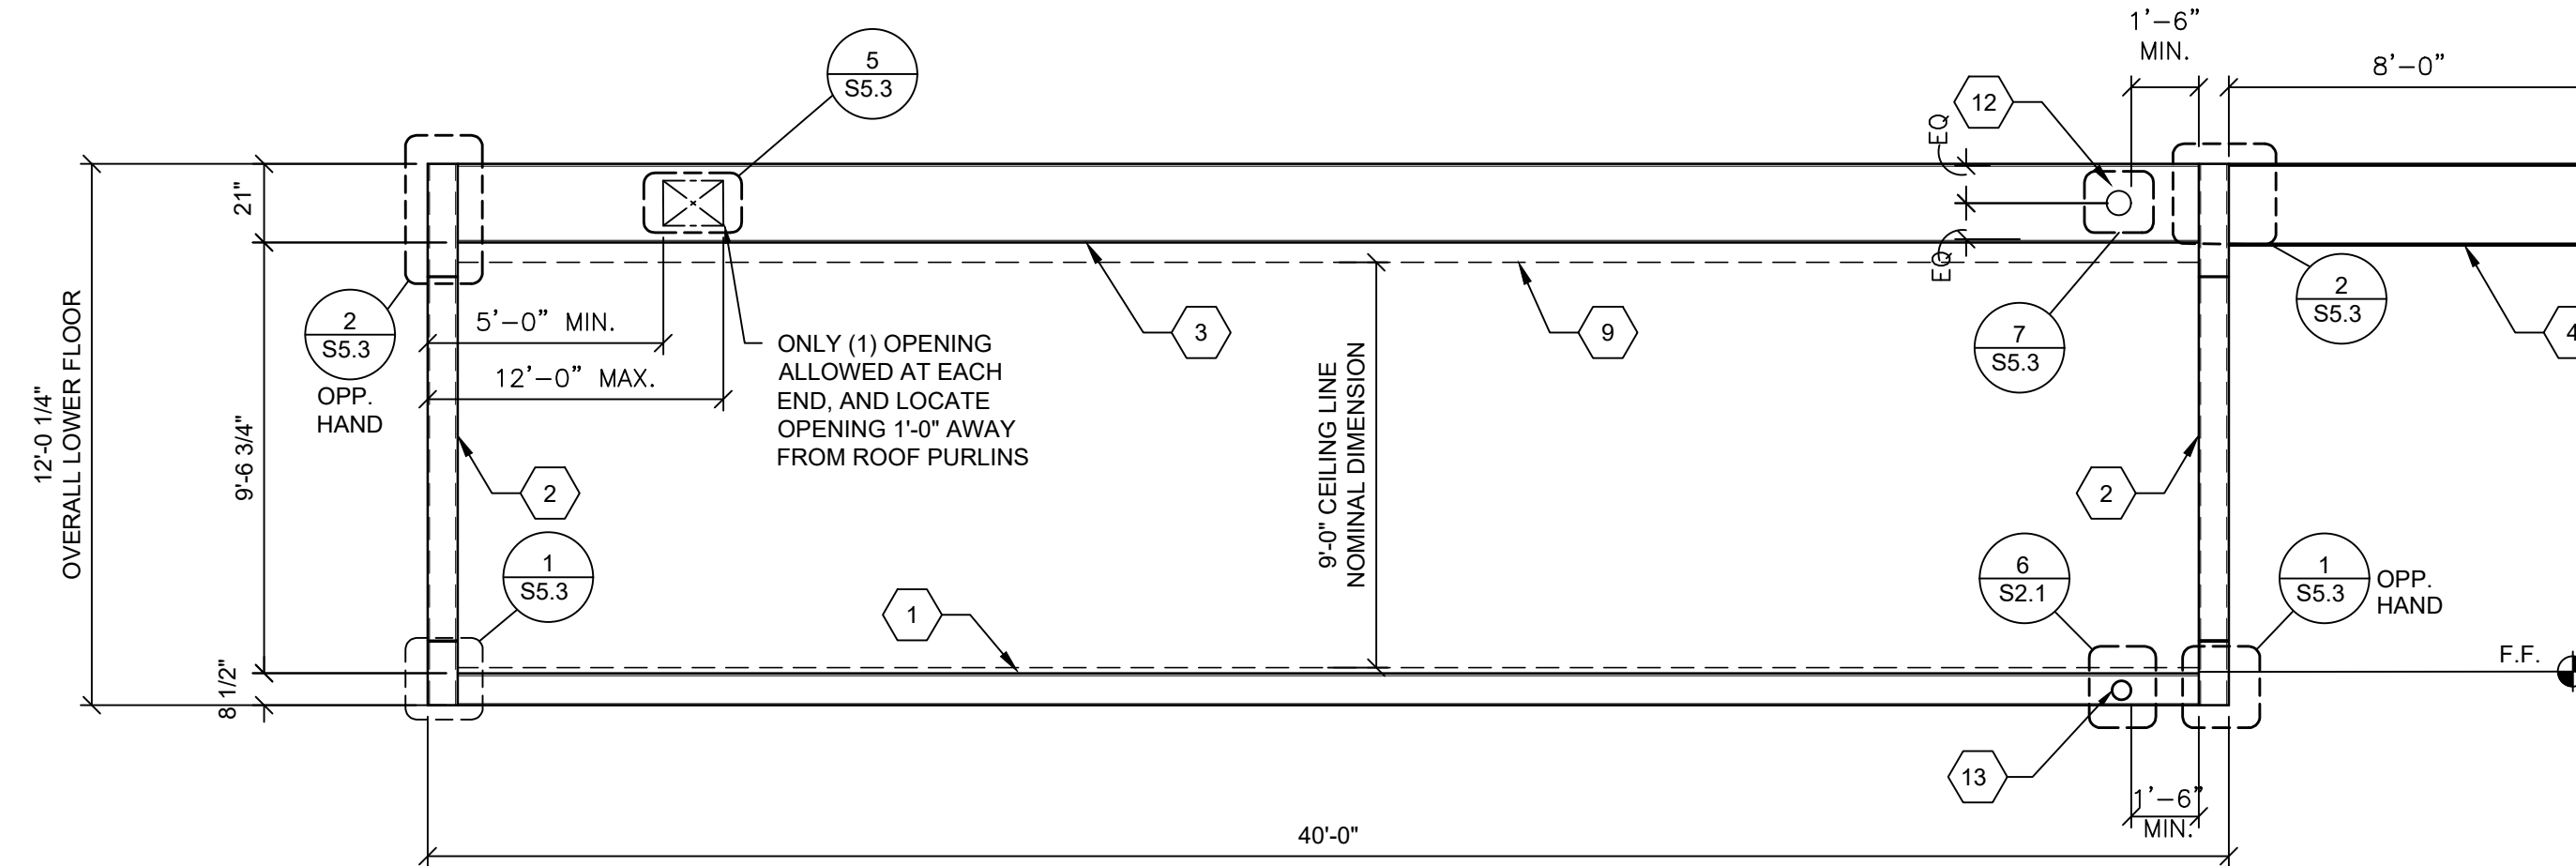 1'-6"
MIN.
8'-0"
5
S5.3
12
EQ
21"
EQ
2
S5.3
OPP.
HAND
5'-0" MIN.
12'-0" MAX.
ONLY (1) OPENING
ALLOWED AT EACH
END, AND LOCATE
OPENING 1'-0" AWAY
FROM ROOF PURLINS
3
9
7
S5.3
2
S5.3
4
12'-0 1/4"
OVERALL LOWER FLOOR
9'-6 3/4"
9'-0" CEILING LINE
NOMINAL DIMENSION
2
2
1
S5.3
1
6
S2.1
1
S5.3
OPP.
HAND
F.F.
8 1/2"
13
1'-6"
MIN.
40'-0"